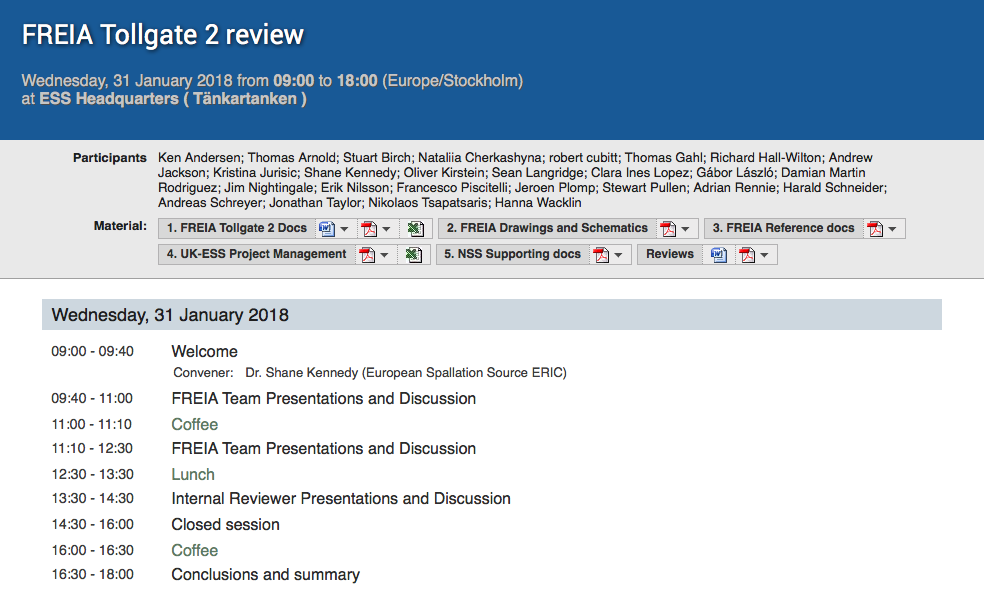 FREIA Tollgate 2 review
Wednesday, 31 January 2018 from 09:00 to 18:00 (Europe/Stockholm)
at ESS Headquarters ( Tänkartanken )
Participants Ken Andersen; Thomas Arnold; Stuart Birch; Nataliia Cherkashyna; robert cubitt; Thomas Gahl; Richard Hall-Wilton; Andrew
Jackson; Kristina Jurisic; Shane Kennedy; Oliver Kirstein; Sean Langridge; Clara Ines Lopez; Gábor László; Damian Martin
Rodriguez; Jim Nightingale; Erik Nilsson; Francesco Piscitelli; Jeroen Plomp; Stewart Pullen; Adrian Rennie; Harald Schneider;
Andreas Schreyer; Jonathan Taylor; Nikolaos Tsapatsaris; Hanna Wacklin
Material: 1. FREIA Tollgate 2 Docs 2. FREIA Drawings and Schematics 3. FREIA Reference docs
4. UK-ESS Project Management 5. NSS Supporting docs Reviews
Wednesday, 31 January 2018
09:00 - 09:40 Welcome
Convener: Dr. Shane Kennedy (European Spallation Source ERIC)
09:40 - 11:00 FREIA Team Presentations and Discussion
11:00 - 11:10 Coffee
11:10 - 12:30 FREIA Team Presentations and Discussion
12:30 - 13:30 Lunch
13:30 - 14:30 Internal Reviewer Presentations and Discussion
14:30 - 16:00 Closed session
16:00 - 16:30 Coffee
16:30 - 18:00 Conclusions and summary